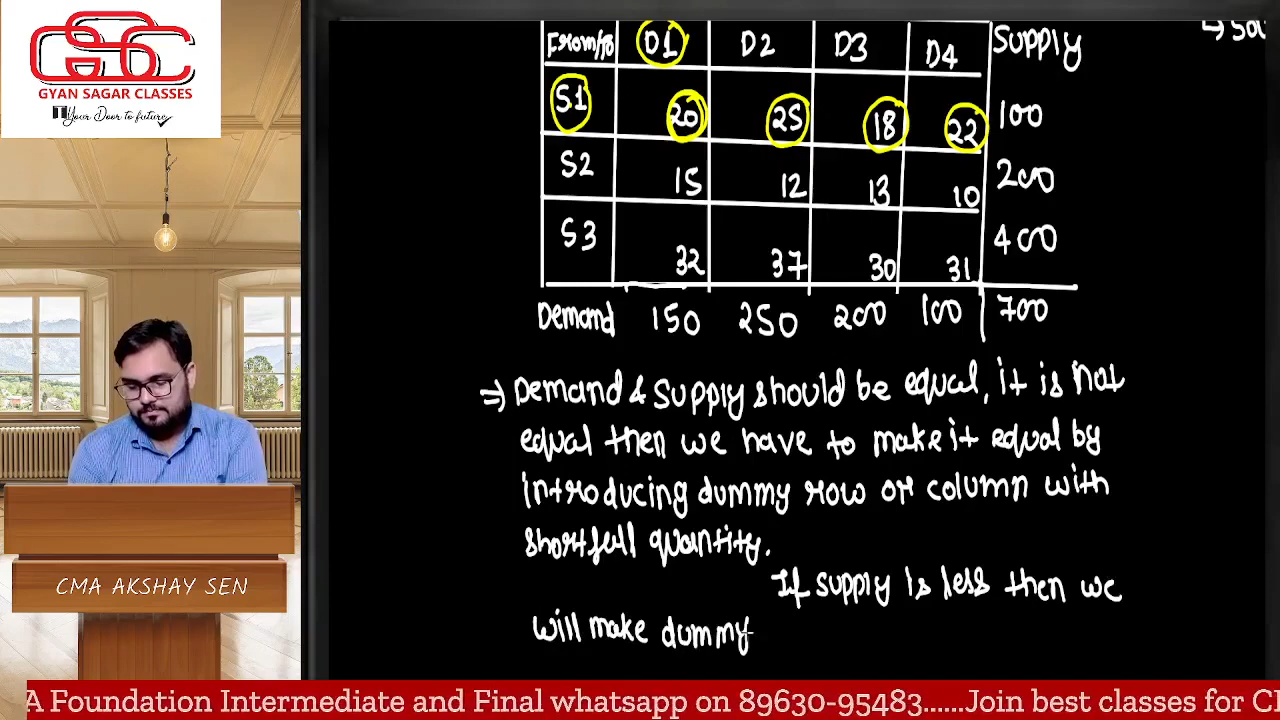 GSC
GYAN SAGAR CLASSES
Your Door to future
From/To D1 D2 D3 D4 Supply
S1 20 25 18 22 100
S2 15 12 13 10 200
S3 32 37 30 31 400
Demand 150 250 200 100 700
⇒ Demand & Supply should be equal, it is not
equal then we have to make it equal by
introducing dummy row or column with
shortfall quantity.
If supply is less then we
will make dummy
CMA AKSHAY SEN
A Foundation Intermediate and Final whatsapp on 89630-95483......Join best classes for